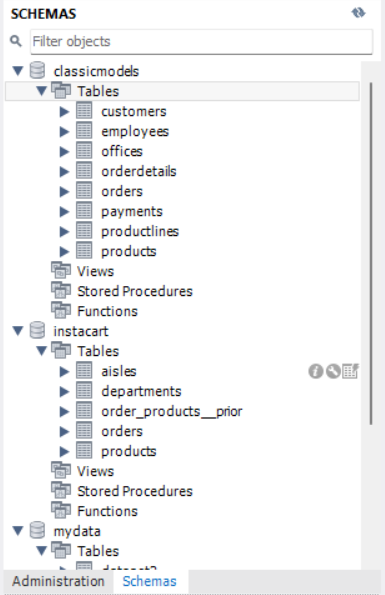 SCHEMAS
Filter objects
classicmodels
Tables
customers
employees
offices
orderdetails
orders
payments
productlines
products
Views
Stored Procedures
Functions
instacart
Tables
aisles
departments
order_products__prior
orders
products
Views
Stored Procedures
Functions
mydata
Tables
Administration Schemas